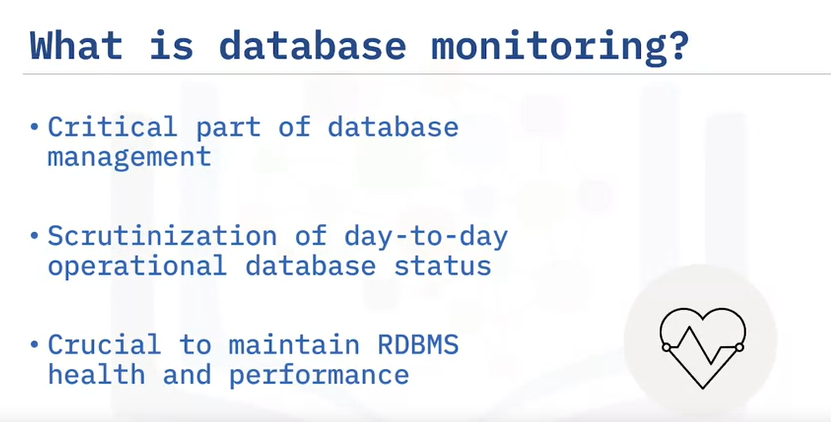 What is database monitoring?
• Critical part of database
management
• Scrutinization of day-to-day
operational database status
• Crucial to maintain RDBMS
health and performance